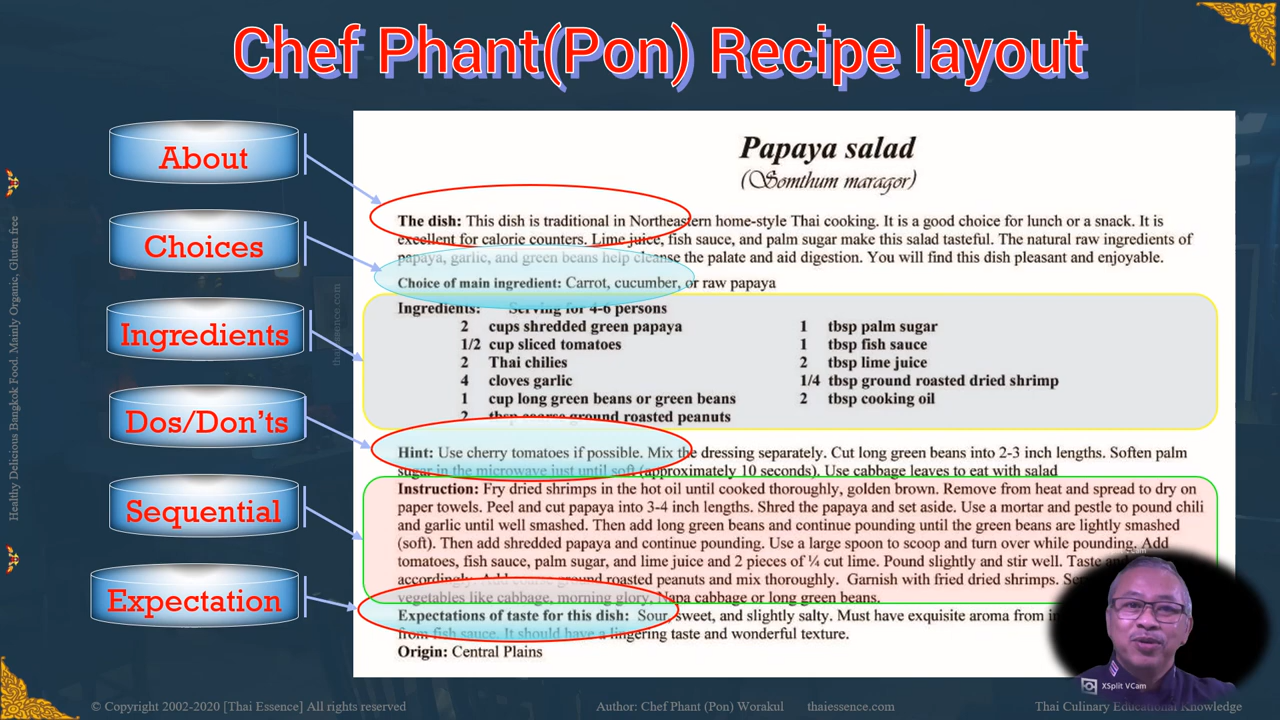 Chef Phant(Pon) Recipe layout
About
Choices
Ingredients
Dos/Don'ts
Sequential
Expectation
Papaya salad
(Somthum maragor)
The dish: This dish is traditional in Northeastern home-style Thai cooking. It is a good choice for lunch or a snack. It is
excellent for calorie counters. Lime juice, fish sauce, and palm sugar make this salad tasteful. The natural raw ingredients of
papaya, garlic, and green beans help cleanse the palate and aid digestion. You will find this dish pleasant and enjoyable.
Choice of main ingredient: Carrot, cucumber, or raw papaya
Ingredients: Serving for 4-6 persons
2 cups shredded green papaya
1/2 cup sliced tomatoes
2 Thai chilies
4 cloves garlic
1 cup long green beans or green beans
2 tbsp coarse ground roasted peanuts
1 tbsp palm sugar
1 tbsp fish sauce
2 tbsp lime juice
1/4 tbsp ground roasted dried shrimp
2 tbsp cooking oil
Hint: Use cherry tomatoes if possible. Mix the dressing separately. Cut long green beans into 2-3 inch lengths. Soften palm
sugar in the microwave just until soft (approximately 10 seconds). Use cabbage leaves to eat with salad
Instruction: Fry dried shrimps in the hot oil until cooked thoroughly, golden brown. Remove from heat and spread to dry on
paper towels. Peel and cut papaya into 3-4 inch lengths. Shred the papaya and set aside. Use a mortar and pestle to pound chili
and garlic until well smashed. Then add long green beans and continue pounding until the green beans are lightly smashed
(soft). Then add shredded papaya and continue pounding. Use a large spoon to scoop and turn over while pounding. Add
tomatoes, fish sauce, palm sugar, and lime juice and 2 pieces of ¼ cut lime. Pound slightly and stir well. Taste
accordingly. Add coarse ground roasted peanuts and mix thoroughly. Garnish with fried dried shrimps.
vegetables like cabbage, morning glory, Napa cabbage or long green beans.
Expectations of taste for this dish: Sour, sweet, and slightly salty. Must have exquisite aroma from
from fish sauce. It should have a lingering taste and wonderful texture.
Origin: Central Plains
XSplit VCam
Healthy Delicious Bangkok Food. Mainly Organic, Gluten free
thaiessence.com
© Copyright 2002-2020 [Thai Essence] All rights reserved
Author: Chef Phant (Pon) Worakul thaiessence.com
Thai Culinary Educational Knowledge